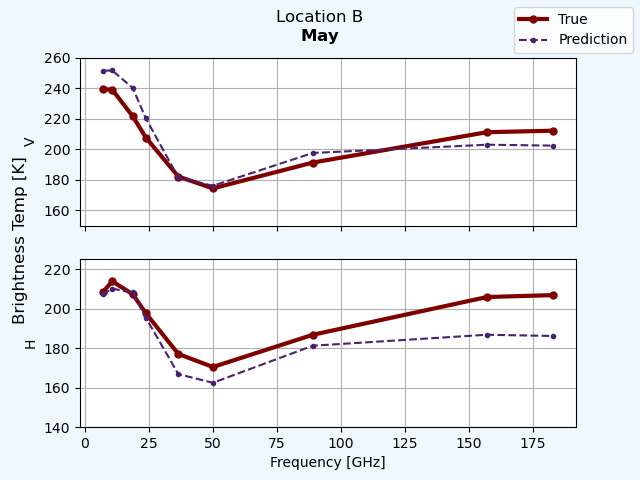 Location B
May
True
Prediction
260
240
220
200
180
160
V
Brightness Temp [K]
220
200
180
160
140
H
0 25 50 75 100 125 150 175
Frequency [GHz]